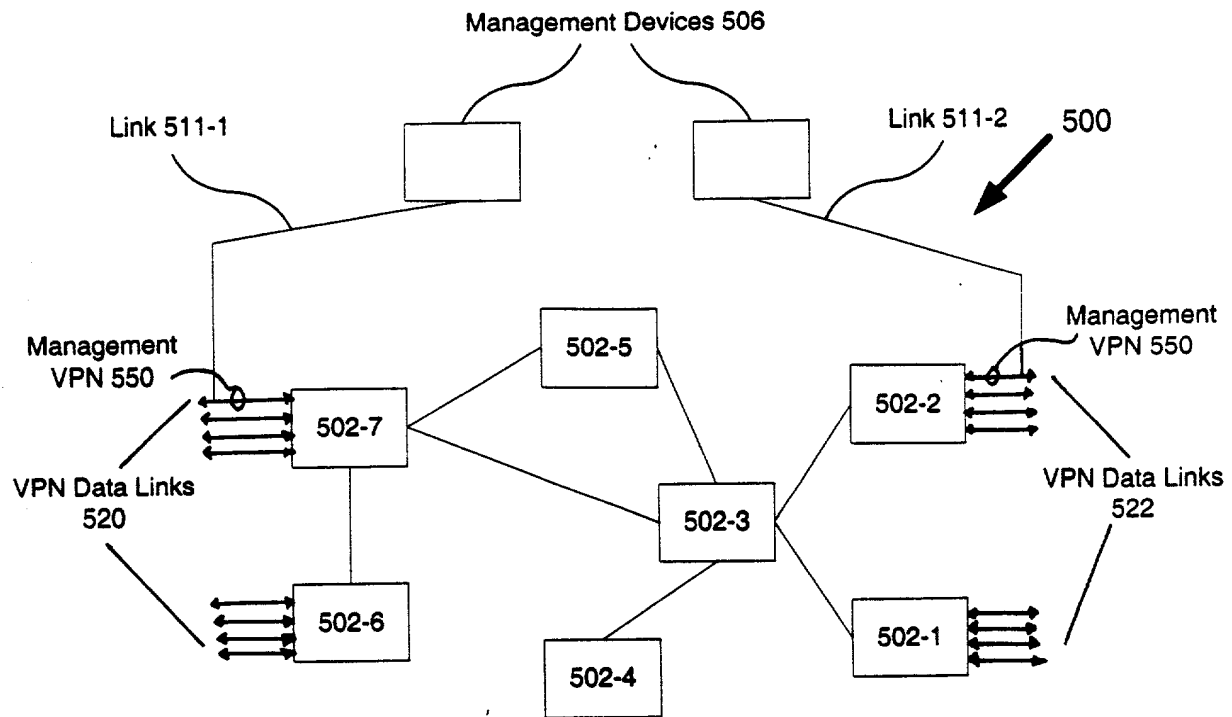 Management Devices 506
Link 511-1
Link 511-2
500
Management
VPN 550
Management
VPN 550
502-5
502-2
502-7
VPN Data Links
520
VPN Data Links
522
502-3
502-6
502-1
502-4